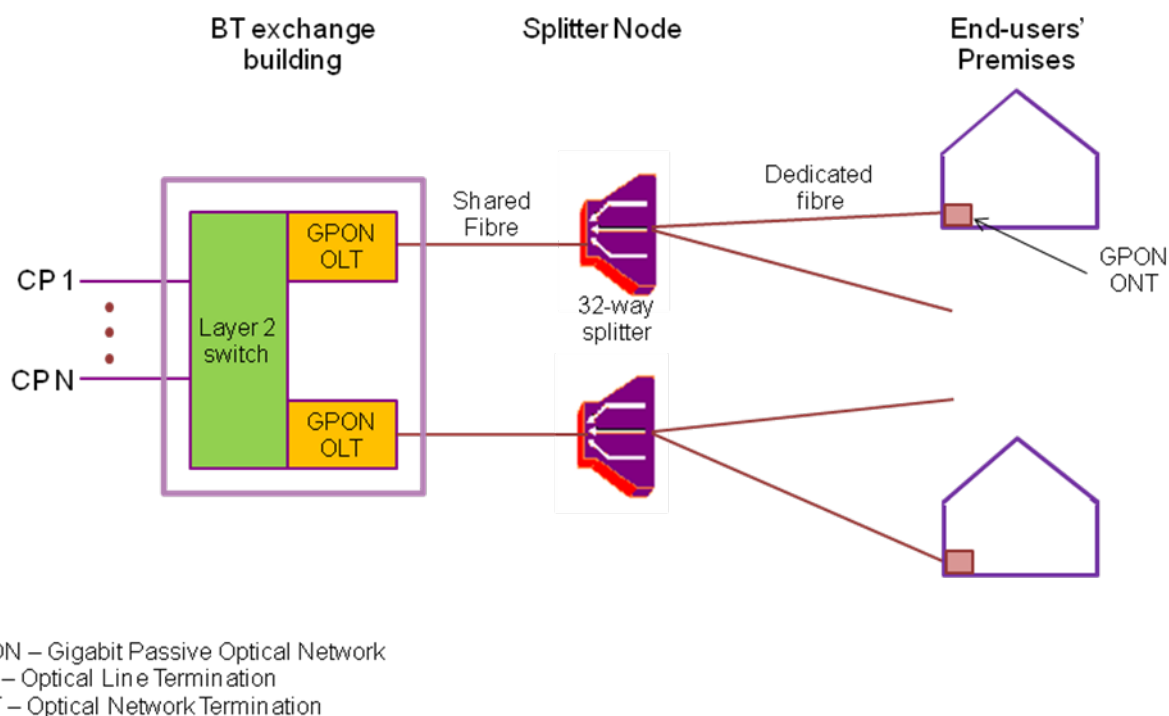 BT exchange
building
Splitter Node
End-users'
Premises
Shared
Fibre
Dedicated
fibre
GPON
OLT
GPON
ONT
CP 1
32-way
splitter
Layer 2
switch
CP N
GPON
OLT
ON – Gigabit Passive Optical Network
– Optical Line Termination
T – Optical Network Termination